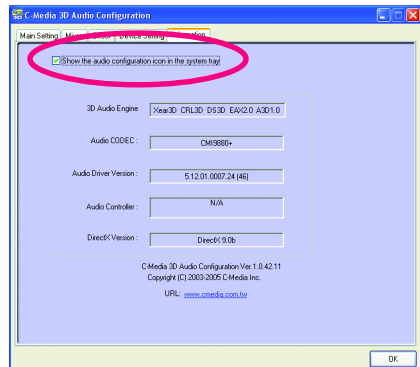 C-Media 3D Audio Configuration
Main Setting Mixer Effect Device Setting Information
Show the audio configuration icon in the system tray
3D Audio Engine Xear3D CRL3D DS3D EAX2.0 A3D1.0
Audio CODEC : CMI9880+
Audio Driver Version : 5.12.01.0007.24 (46)
Audio Controller : N/A
DirectX Version : DirectX 9.0b
C-Media 3D Audio Configuration Ver.1.0.42.11
Copyright (C) 2003-2005 C-Media Inc.
URL: www.cmedia.com.tw
OK